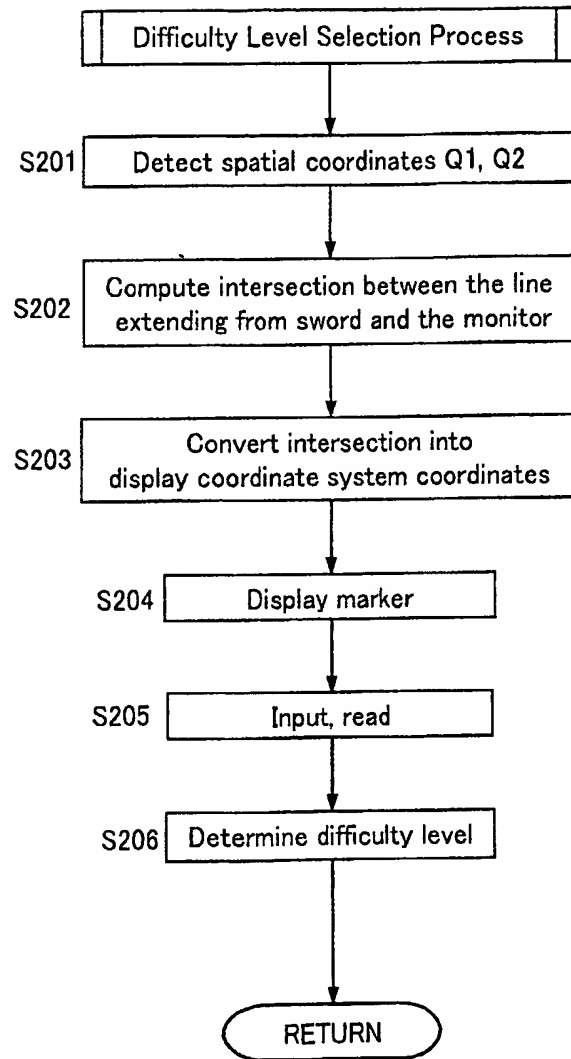 Difficulty Level Selection Process
S201
Detect spatial coordinates Q1, Q2
S202
Compute intersection between the line
extending from sword and the monitor
S203
Convert intersection into
display coordinate system coordinates
S204
Display marker
S205
Input, read
S206
Determine difficulty level
RETURN